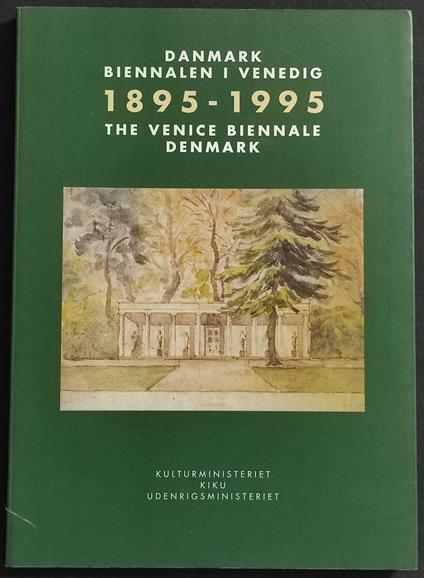 DANMARK
BIENNALEN I VENEDIG
1895-1995
THE VENICE BIENNALE
DENMARK
KULTURMINISTERIET
KIKU
UDENRIGSMINISTERIET